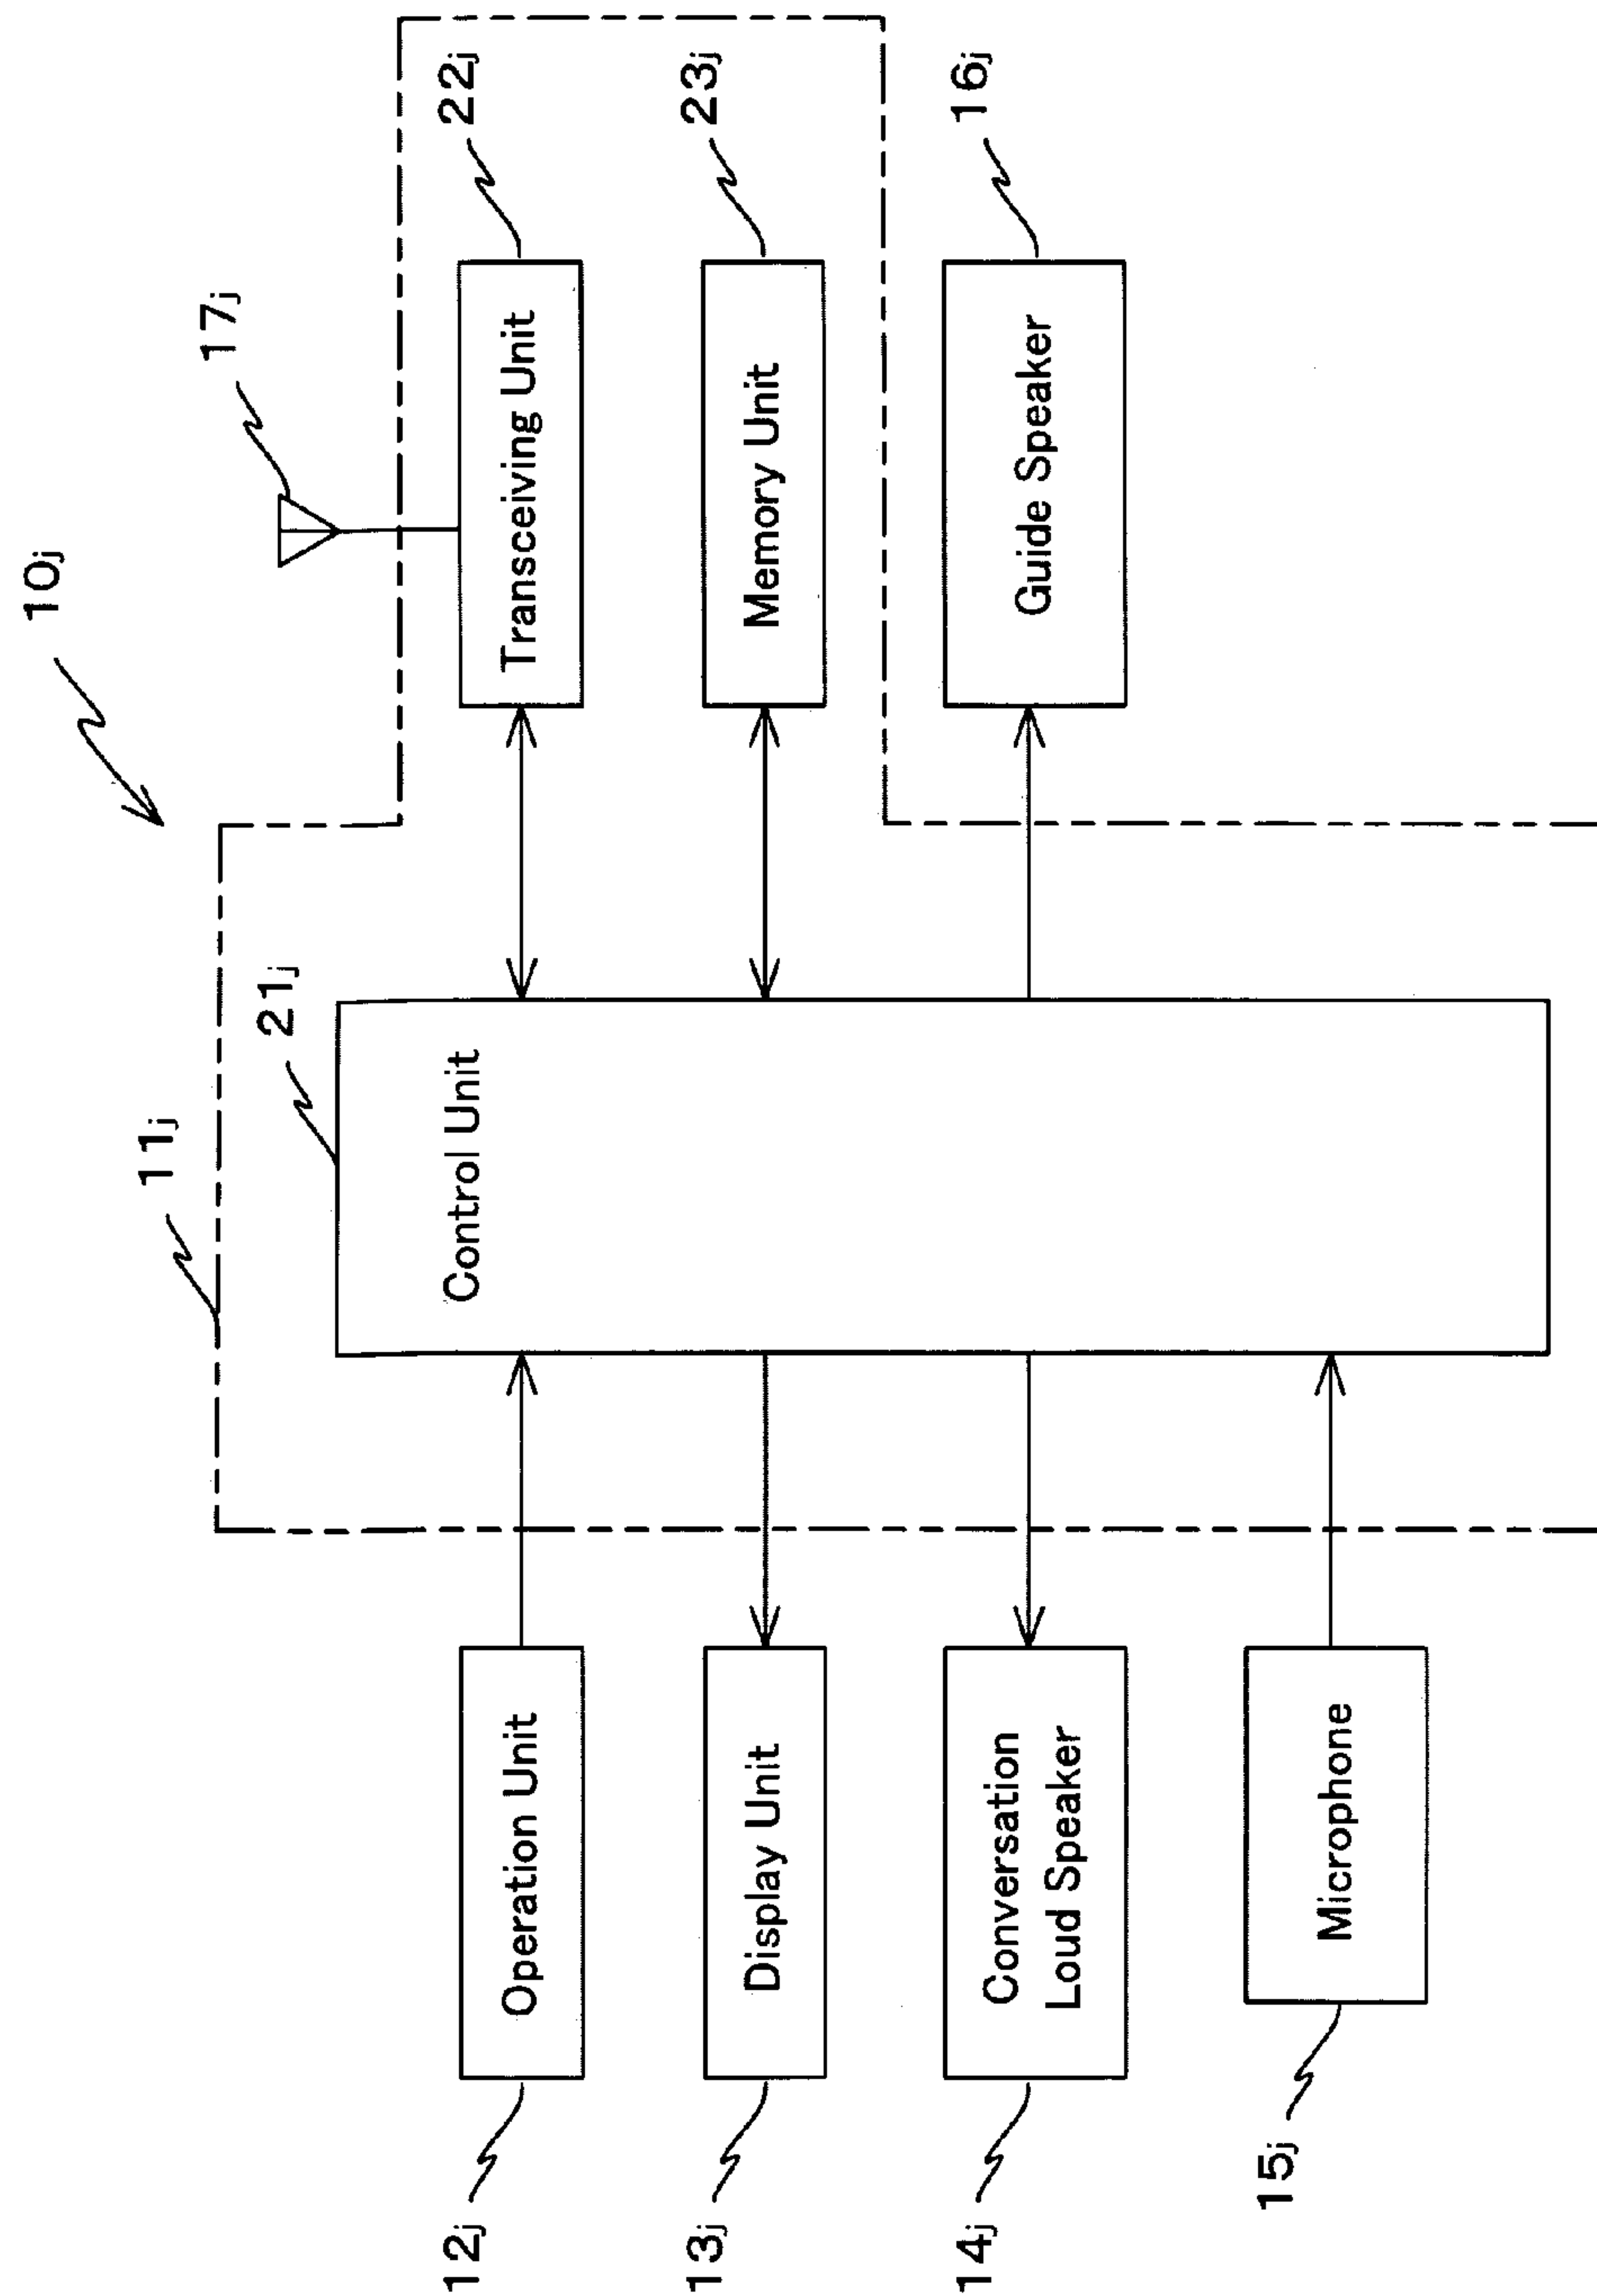 10j
17j
11j
21j
22j
12j
Operation Unit
Control Unit
Transceiving Unit
23j
13j
Display Unit
Memory Unit
16j
14j
Conversation
Loud Speaker
Guide Speaker
15j
Microphone